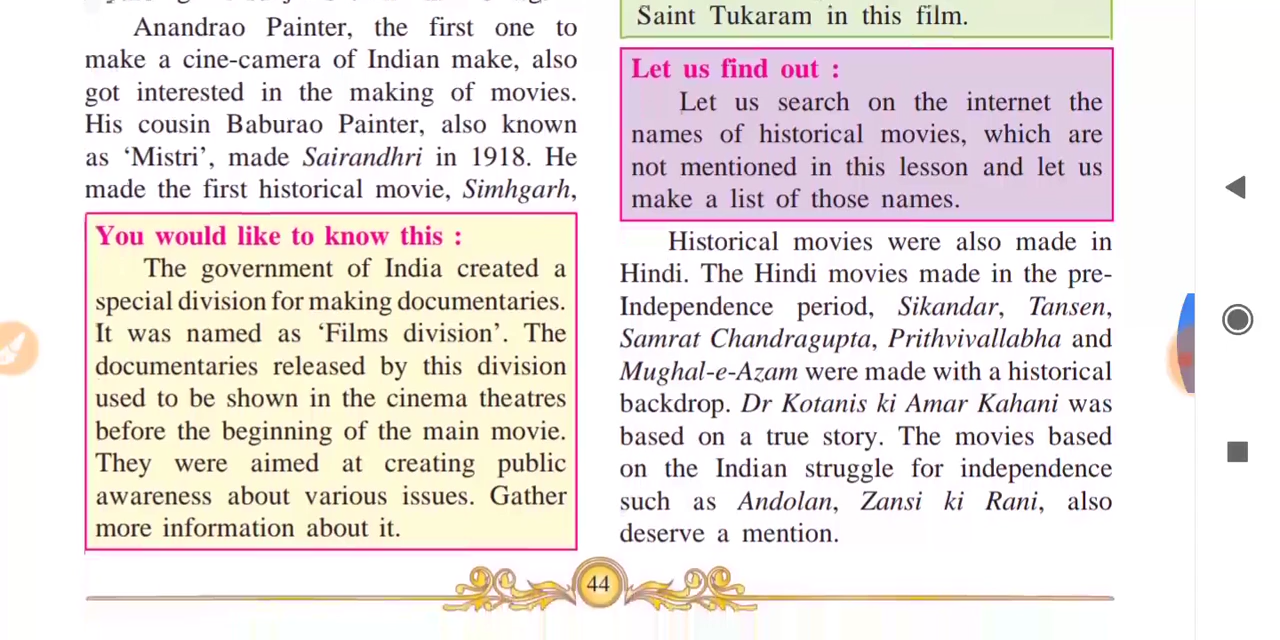 Anandrao Painter, the first one to
make a cine-camera of Indian make, also
got interested in the making of movies.
His cousin Baburao Painter, also known
as ‘Mistri’, made Sairandhri in 1918. He
made the first historical movie, Simhgarh,
You would like to know this :
The government of India created a
special division for making documentaries.
It was named as ‘Films division’. The
documentaries released by this division
used to be shown in the cinema theatres
before the beginning of the main movie.
They were aimed at creating public
awareness about various issues. Gather
more information about it.
Saint Tukaram in this film.
Let us find out :
Let us search on the internet the
names of historical movies, which are
not mentioned in this lesson and let us
make a list of those names.
Historical movies were also made in
Hindi. The Hindi movies made in the pre-
Independence period, Sikandar, Tansen,
Samrat Chandragupta, Prithvivallabha and
Mughal-e-Azam were made with a historical
backdrop. Dr Kotanis ki Amar Kahani was
based on a true story. The movies based
on the Indian struggle for independence
such as Andolan, Zansi ki Rani, also
deserve a mention.
44